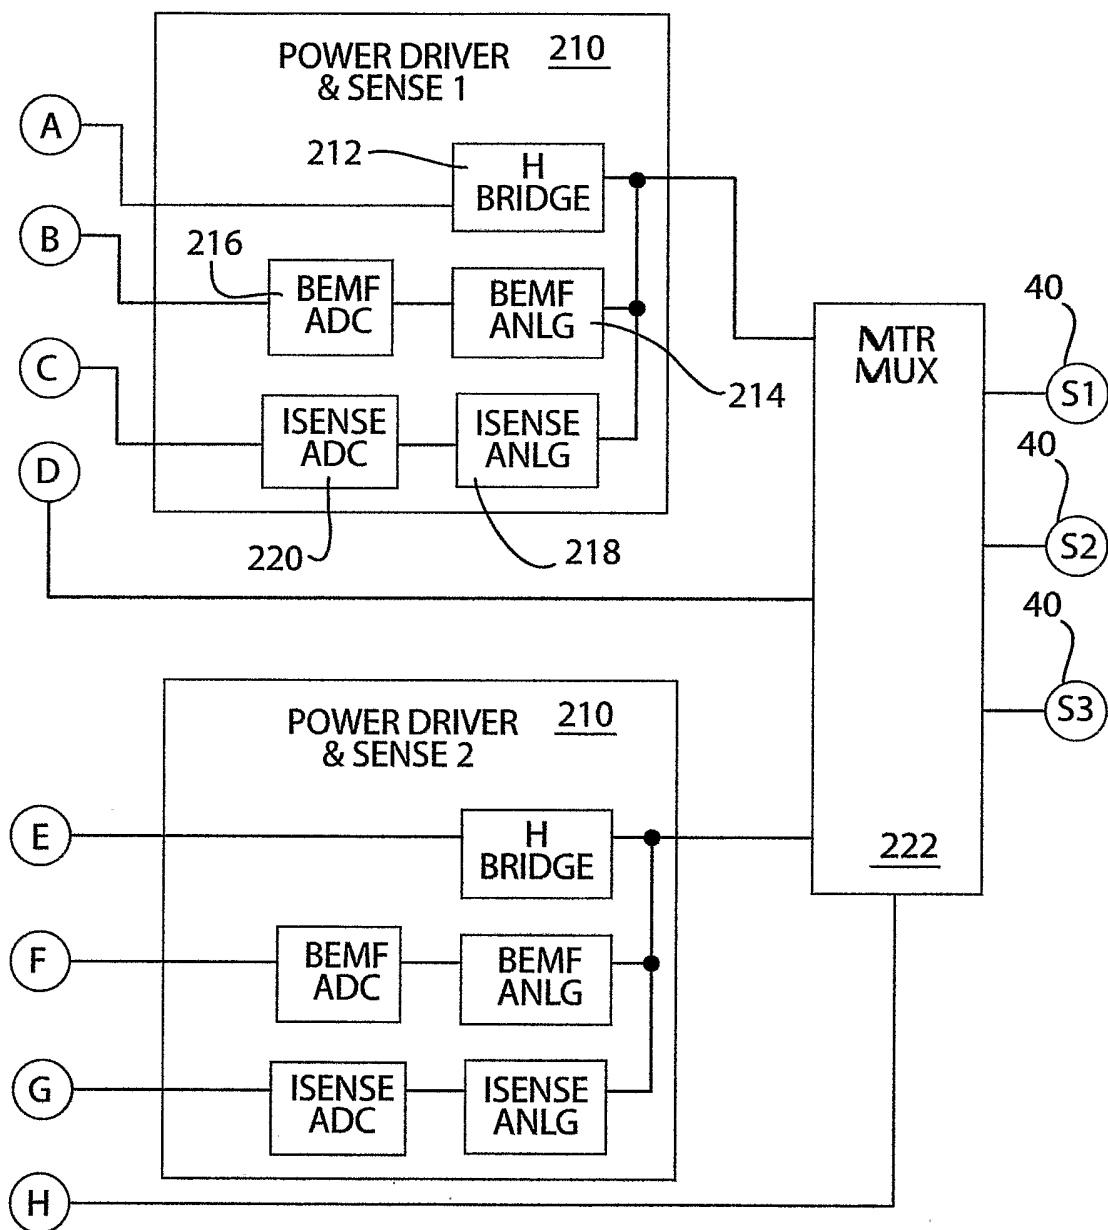 POWER DRIVER
& SENSE 1
210
A
212
H
BRIDGE
B
216
BEMF
ADC
BEMF
ANLG
214
C
ISENSE
ADC
ISENSE
ANLG
220
218
D
MTR
MUX
222
40
S1
40
S2
40
S3
POWER DRIVER
& SENSE 2
210
E
H
BRIDGE
F
BEMF
ADC
BEMF
ANLG
G
ISENSE
ADC
ISENSE
ANLG
H